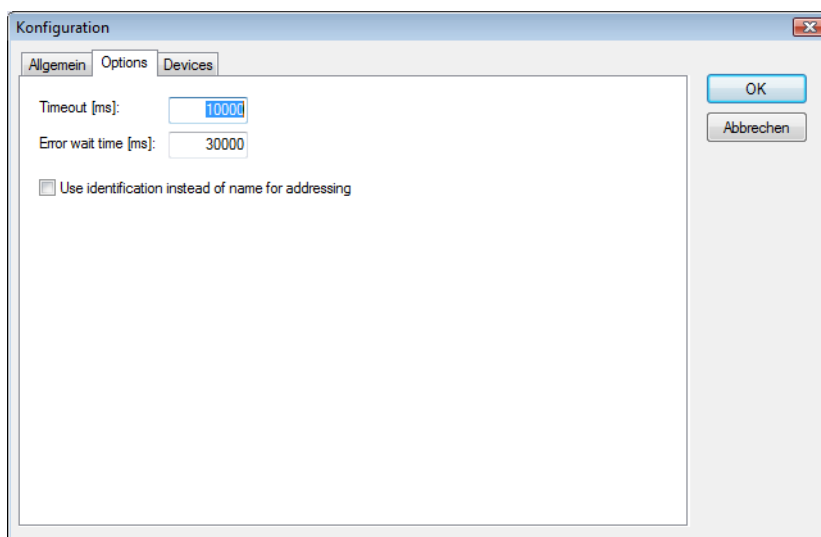 Konfiguration
Allgemein Options Devices
Timeout [ms]: 10000
Error wait time [ms]: 30000
Use identification instead of name for addressing
OK
Abbrechen